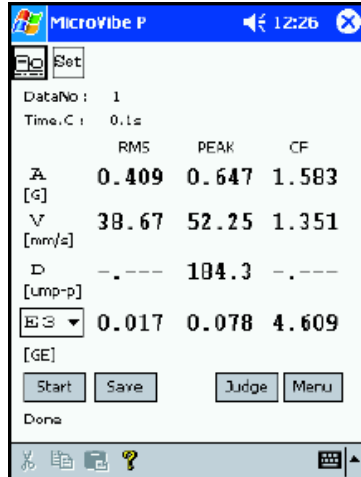 MicroVibe P 12:26
Set
DataNo : 1
Time.C : 0.1s
RMS PEAK CF
A 0.409 0.647 1.583
[G]
V 38.67 52.25 1.351
[mm/s]
D -.--- 184.3 -.---
[ump-p]
E3 0.017 0.078 4.609
[GE]
Start Save Judge Menu
Done